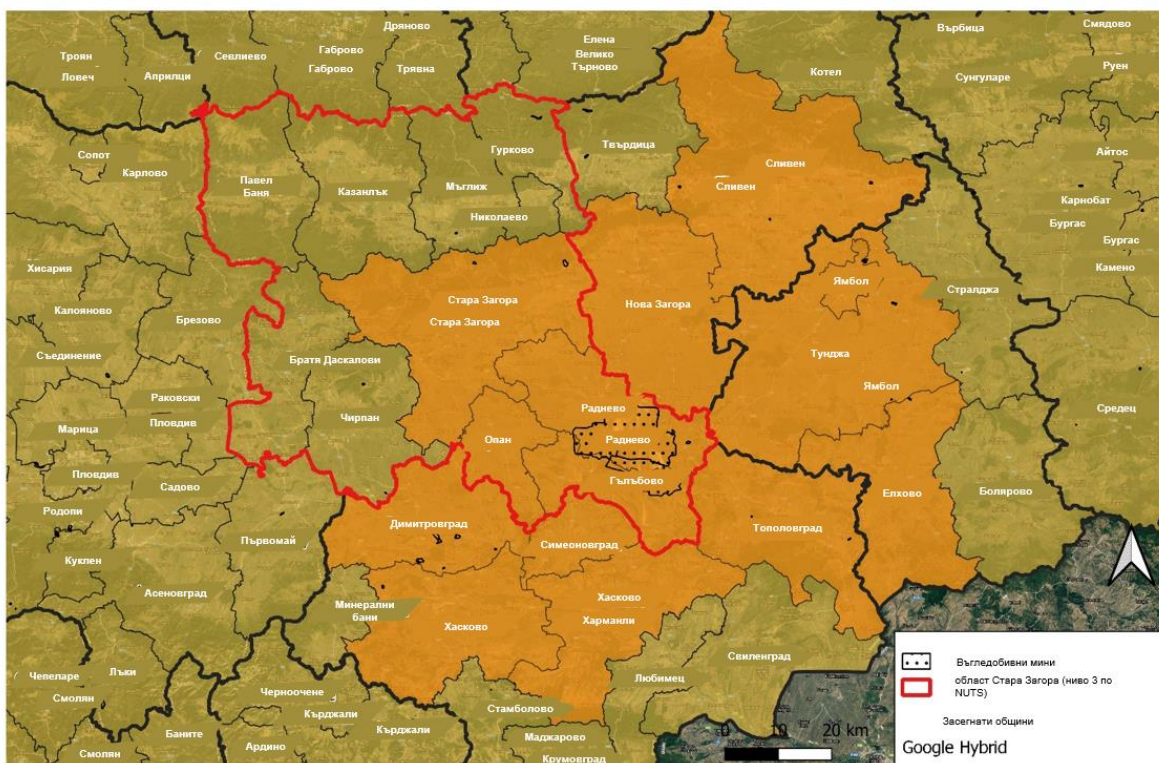 Дряново
Върбица
Смядово
Троян
Севлиево
Габрово
Елена
Велико
Търново
Руен
Ловеч
Априлци
Габрово
Трявна
Котел
Сунгуларе
Сопот
Карлово
Гурково
Твърдица
Айтос
Павел
Баня
Казанлък
Мъглиж
Сливен
Сливен
Карнобат
Николаево
Бургас
Бургас
Хисария
Камено
Ямбол
Стралджа
Стара Загора
Нова Загора
Калояново
Брезово
Стара Загора
Съединение
Братя Даскалови
Тунджа
Ямбол
Раковски
Раднево
Средец
Марица
Пловдив
Чирпан
Опан
Раднево
Пловдив
Садово
Гълъбово
Елхово
Болярово
Родопи
Димитровград
Тополовград
Първомай
Симеоновград
Куклен
Асеновград
Минерални
бани
Хасково
Хасково
Харманли
Свиленград
Лъки
Любимец
Чепеларе
Смолян
Черноочене
Стамболово
Кърджали
Баните
Кърджали
Маджарово
Смолян
Ардино
Крумовград
0 10 20 km
Въгледобивни мини
област Стара Загора (ниво 3 по
NUTS)
Засегнати общини
Google Hybrid